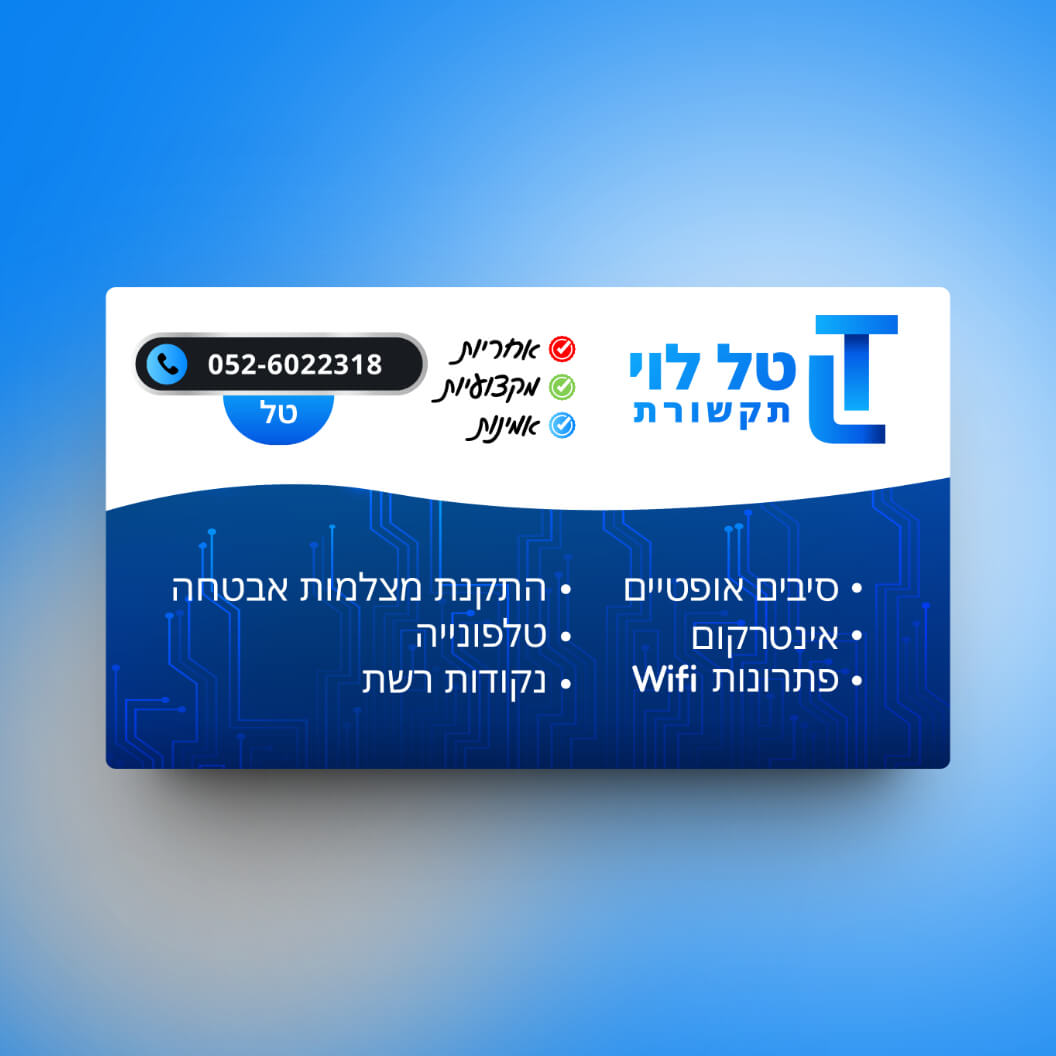 טל לוי
תקשורת
אחריות
מקצועיות
אמינות
052-6022318
טל
• סיבים אופטיים
• אינטרקום
• פתרונות Wifi
• התקנת מצלמות אבטחה
• טלפונייה
• נקודות רשת